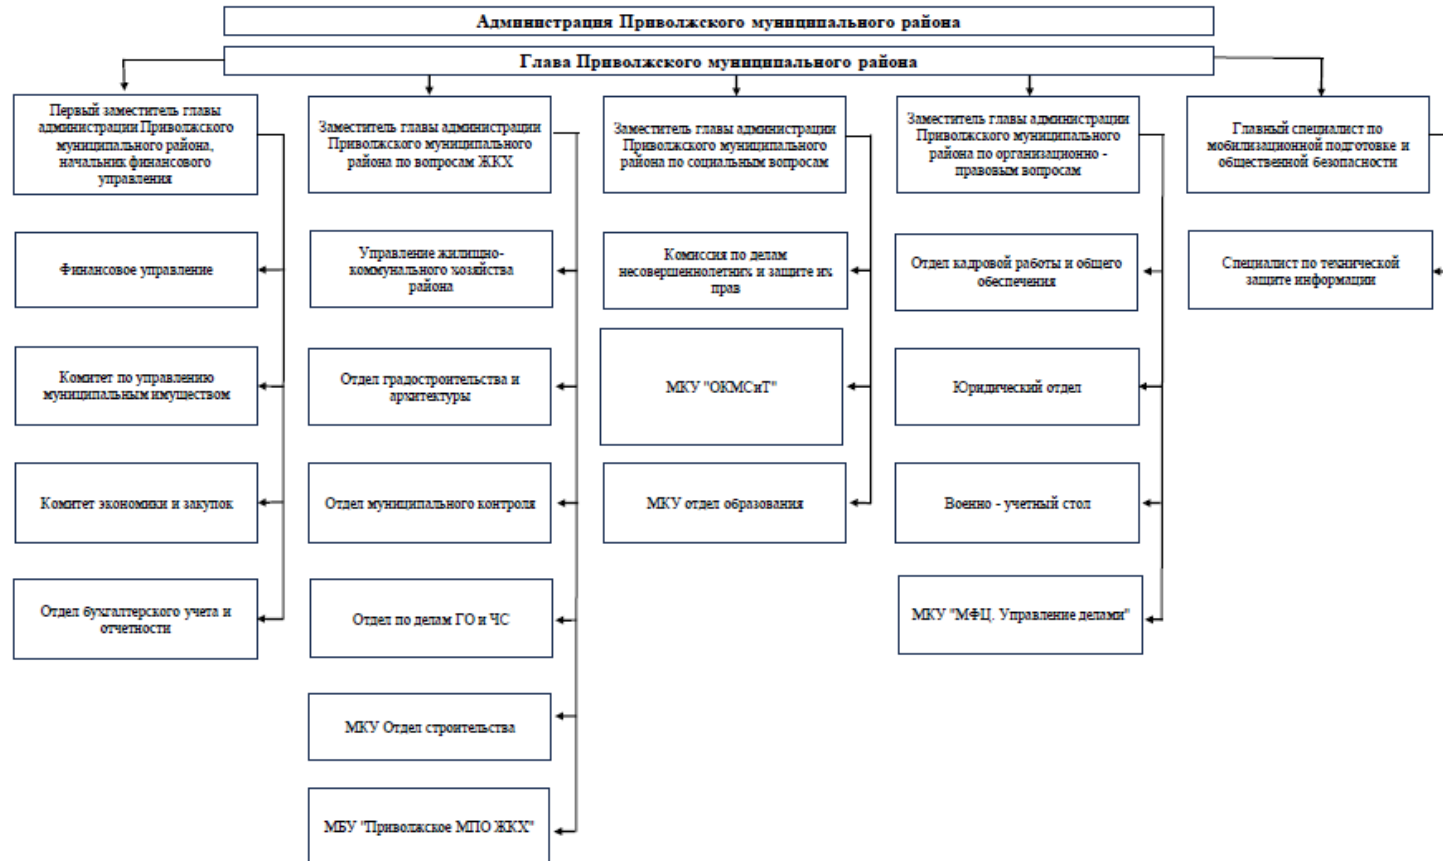 Администрация Приволжского муниципального района
Глава Приволжского муниципального района
Первый заместитель главы
администрации Приволжского
муниципального района,
начальник финансового
управления
Заместитель главы администрации
Приволжского муниципального
района по вопросам ЖКХ
Заместитель главы администрации
Приволжского муниципального
района по социальным вопросам
Заместитель главы администрации
Приволжского муниципального
района по организационно -
правовым вопросам
Главный специалист по
мобилизационной подготовке и
общественной безопасности
Финансовое управление
Управление жилищно-
коммунального хозяйства
района
Комиссия по делам
несовершеннолетних и защите их
прав
Отдел кадровой работы и общего
обеспечения
Специалист по технической
защите информации
Комитет по управлению
муниципальным имуществом
Отдел градостроительства и
архитектуры
МКУ "ОКМСиТ"
Юридический отдел
Комитет экономики и закупок
Отдел муниципального контроля
МКУ отдел образования
Военно - учетный стол
Отдел бухгалтерского учета и
отчетности
Отдел по делам ГО и ЧС
МКУ "МФЦ. Управление делами"
МКУ Отдел строительства
МБУ "Приволжское МПО ЖКХ"